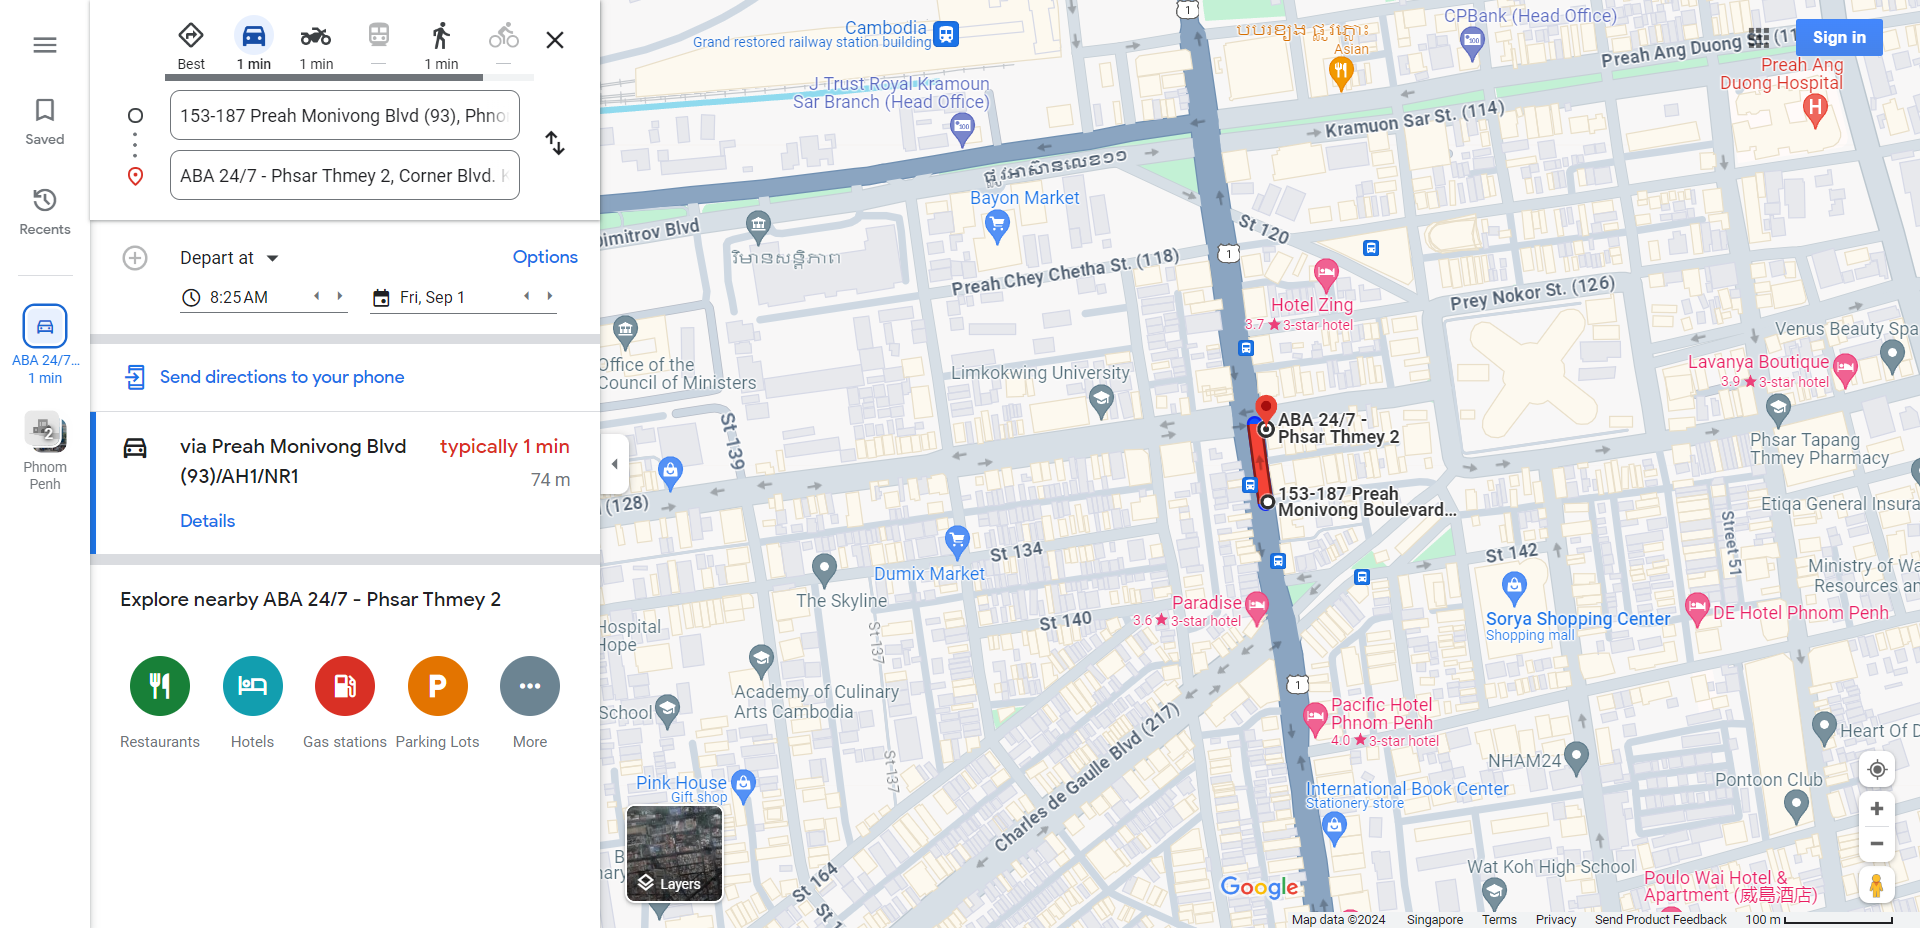 Saved
Recents
ABA 24/7...
1 min
2
Phnom
Penh
Best
1 min
1 min
—
1 min
—
153-187 Preah Monivong Blvd (93), Phno
ABA 24/7 - Phsar Thmey 2, Corner Blvd. K
Depart at
Options
8:25 AM
Fri, Sep 1
Send directions to your phone
via Preah Monivong Blvd
(93)/AH1/NR1
typically 1 min
74 m
Details
Explore nearby ABA 24/7 - Phsar Thmey 2
P
Restaurants
Hotels
Gas stations
Parking Lots
More
Cambodia
Grand restored railway station building
1
CPBank (Head Office)
Asian
Preah Ang Duong St (11
Sign in
Preah Ang
Duong Hospital
H
J Trust Royal Kramoun
Sar Branch (Head Office)
Kramuon Sar St. (114)
ផ្លូវអាស៊ានលេខ១១
Bayon Market
Dimitrov Blvd
វិមានសន្តិភាព
St 120
1
Preah Chey Chetha St. (118)
Hotel Zing
3.7 ★ 3-star hotel
Prey Nokor St. (126)
Venus Beauty Spa
Lavanya Boutique
3.9 ★ 3-star hotel
Office of the
Council of Ministers
Limkokwing University
St 139
ABA 24/7 -
Phsar Thmey 2
Phsar Tapang
Thmey Pharmacy
153-187 Preah
Monivong Boulevard...
Etiqa General Insura
(128)
St 134
Dumix Market
St 142
Street 51
Ministry of Wa
Resources an
The Skyline
Paradise
3.6 ★ 3-star hotel
St 140
Sorya Shopping Center
Shopping mall
DE Hotel Phnom Penh
Hospital
Hope
St 137
Academy of Culinary
Arts Cambodia
School
1
Pacific Hotel
Phnom Penh
4.0 ★ 3-star hotel
Charles de Gaulle Blvd (217)
St 137
Heart Of D
NHAM24
Pontoon Club
Pink House
Gift shop
International Book Center
Stationery store
B
nary
Layers
St 164
St 1
Google
Wat Koh High School
Poulo Wai Hotel &
Apartment (威島酒店)
Map data ©2024
Singapore
Terms
Privacy
Send Product Feedback
100 m